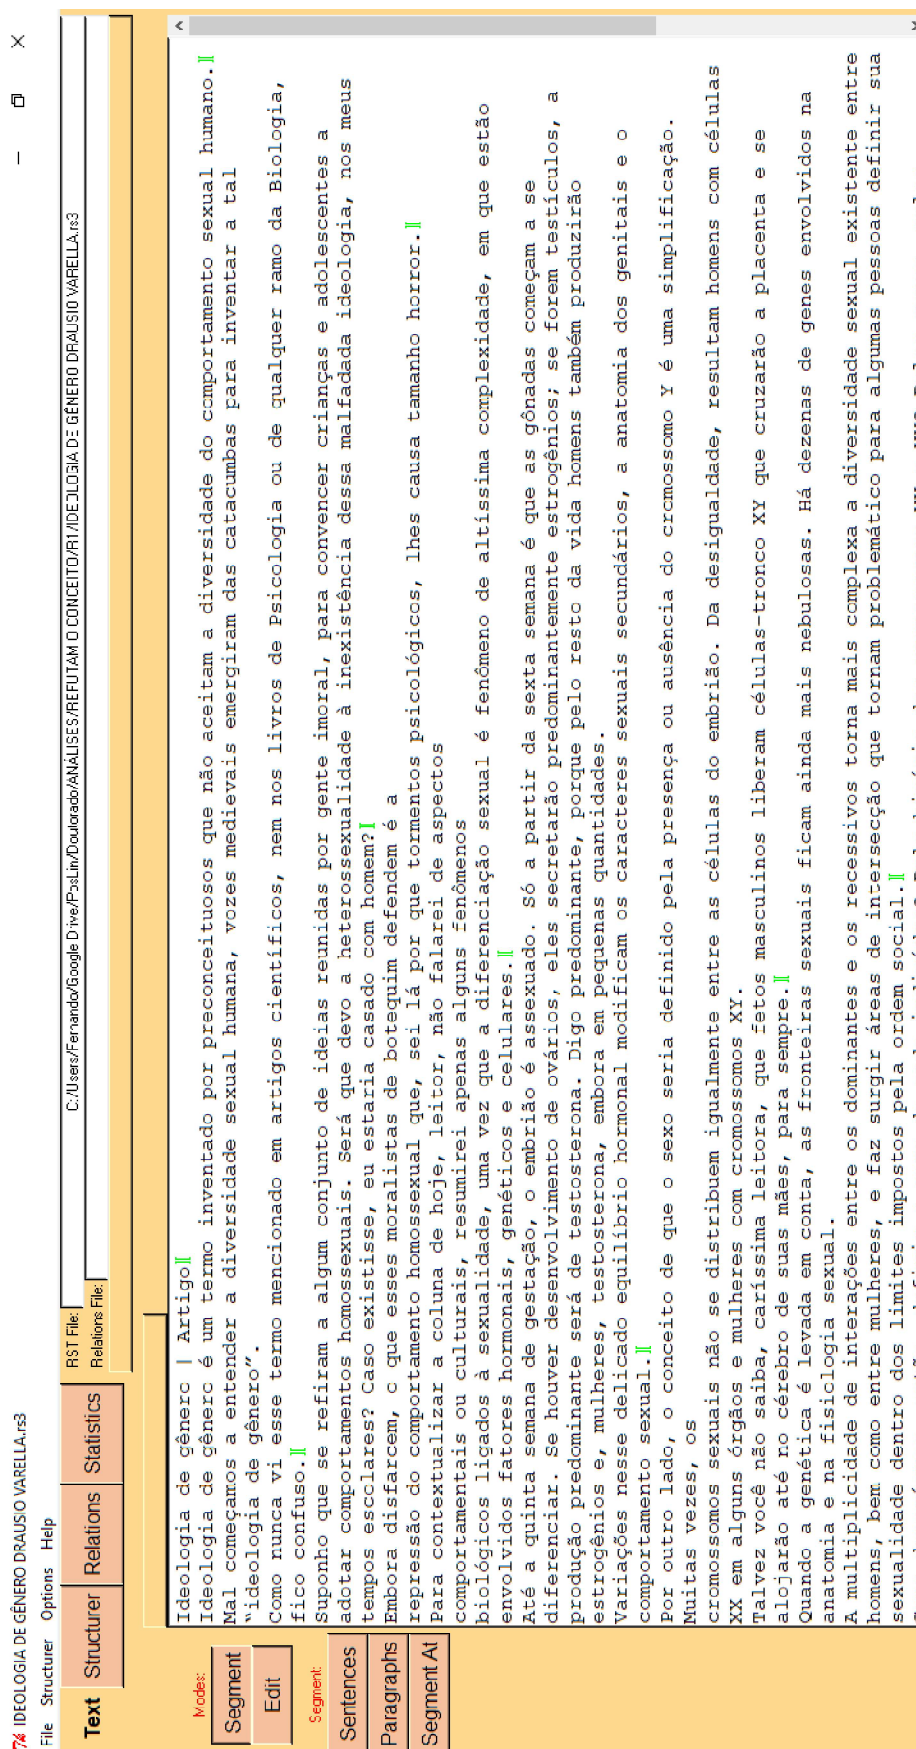 IDEOLOGIA DE GÊNERO DRAUSIO VARELLA.rs3
File Structurer Options Help
Text Structurer Relations Statistics
RST File: C:/Users/Fernando/Google Drive/PosLin/Doutorado/ANÁLISES/REFUTAM O CONCEITO/R1/IDEOLOGIA DE GÊNERO DRAUSIO VARELLA.rs3
Relations File:
Modes:
Segment
Edit
Segment:
Sentences
Paragraphs
Segment At
Ideologia de gênerc | Artigo
Ideologia de gênerc é um termo inventado por preconceituosos que não aceitam a diversidade do comportamento sexual humano.
Mal começamos a entender a diversidade sexual humana, vozes medievais emergiram das catacumbas para inventar a tal
“ideologia de gênero”.
Como nunca vi esse termo mencionado em artigos científicos, nem nos livros de Psicologia ou de qualquer ramo da Biologia,
fico confuso.
Suponho que se refiram a algum conjunto de ideias reunidas por gente imoral, para convencer crianças e adolescentes a
adotar comportamentos homossexuais. Será que devo a heterossexualidade à inexistência dessa malfadada ideologia, nos meus
tempos escclares? Caso existisse, eu estaria casado com homem?
Embora disfarcem, c que esses moralistas de botequim defendem é a
repressão do comportamento homossexual que, sei lá por que tormentos psicológicos, lhes causa tamanho horror.
Para contextualizar a coluna de hoje, leitor, não falarei de aspectos
comportamentais ou culturais, resumirei apenas alguns fenômenos
biológicos ligados à sexualidade, uma vez que a diferenciação sexual é fenômeno de altíssima complexidade, em que estão
envolvidos fatores hormonais, genéticos e celulares.
Até a quinta semana de gestação, o embrião é assexuado. Só a partir da sexta semana é que as gônadas começam a se
diferenciar. Se houver desenvolvimento de ovários, eles secretarão predominantemente estrogênios; se forem testículos, a
produção predominante será de testosterona. Digo predominante, porque pelo resto da vida homens também produzirão
estrogênios e, mulheres, testosterona, embora em pequenas quantidades.
Variações nesse delicado equilíbrio hormonal modificam os caracteres sexuais secundários, a anatomia dos genitais e o
comportamento sexual.
Por outro lado, o conceito de que o sexo seria definido pela presença ou ausência do crcmossomo Y é uma simplificação.
Muitas vezes, os
cromossomos sexuais não se distribuem igualmente entre as células do embrião. Da desigualdade, resultam homens com células
XX em alguns órgãos e mulheres com cromossomos XY.
Talvez você não saiba, caríssima leitora, que fetos masculinos liberam células-tronco XY que cruzarão a placenta e se
alojarão até no cérebro de suas mães, para sempre.
Quando a genética é levada em conta, as fronteiras sexuais ficam ainda mais nebulosas. Há dezenas de genes envolvidos na
anatomia e na fisiclogia sexual.
A multiplicidade de interações entre os dominantes e os recessivos torna mais complexa a diversidade sexual existente entre
homens, bem como entre mulheres, e faz surgir áreas de intersecção que tornam problemático para algumas pessoas definir sua
sexualidade dentro dos limites impostos pela ordem social.